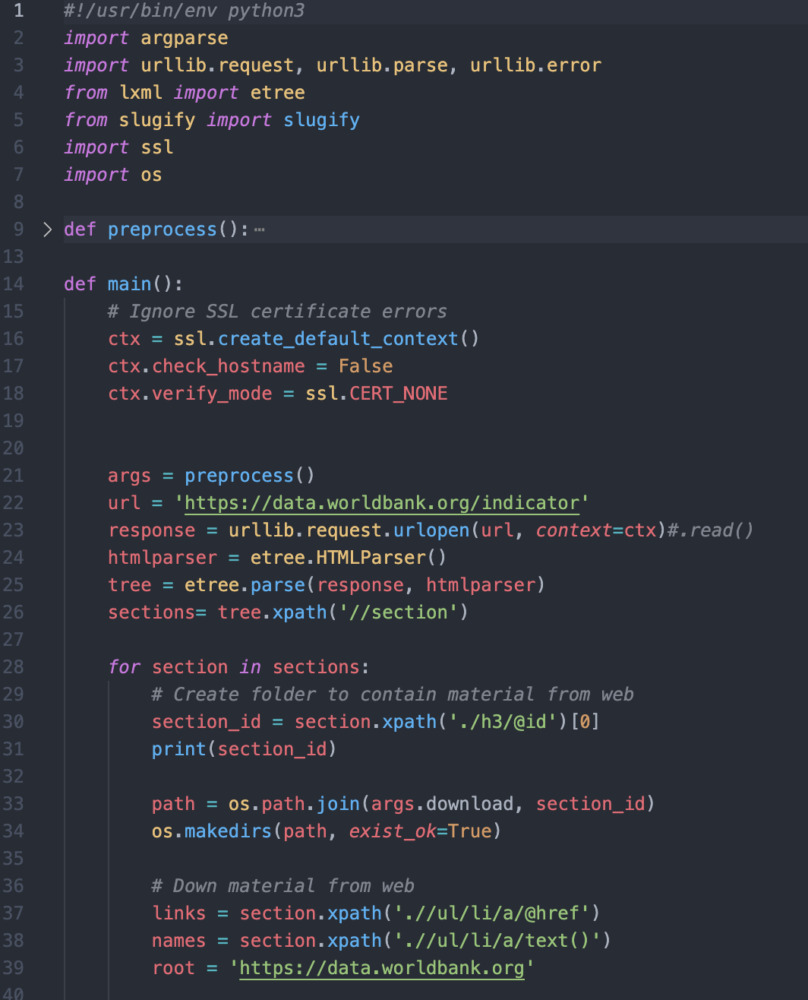 1 #!/usr/bin/env python3
2 import argparse
3 import urllib.request, urllib.parse, urllib.error
4 from lxml import etree
5 from slugify import slugify
6 import ssl
7 import os
8
9 > def preprocess():⋯
13
14 def main():
15     # Ignore SSL certificate errors
16     ctx = ssl.create_default_context()
17     ctx.check_hostname = False
18     ctx.verify_mode = ssl.CERT_NONE
19
20
21     args = preprocess()
22     url = 'https://data.worldbank.org/indicator'
23     response = urllib.request.urlopen(url, context=ctx)#.read()
24     htmlparser = etree.HTMLParser()
25     tree = etree.parse(response, htmlparser)
26     sections= tree.xpath('//section')
27
28     for section in sections:
29         # Create folder to contain material from web
30         section_id = section.xpath('./h3/@id')[0]
31         print(section_id)
32
33         path = os.path.join(args.download, section_id)
34         os.makedirs(path, exist_ok=True)
35
36         # Down material from web
37         links = section.xpath('.//ul/li/a/@href')
38         names = section.xpath('.//ul/li/a/text()')
39         root = 'https://data.worldbank.org'
40